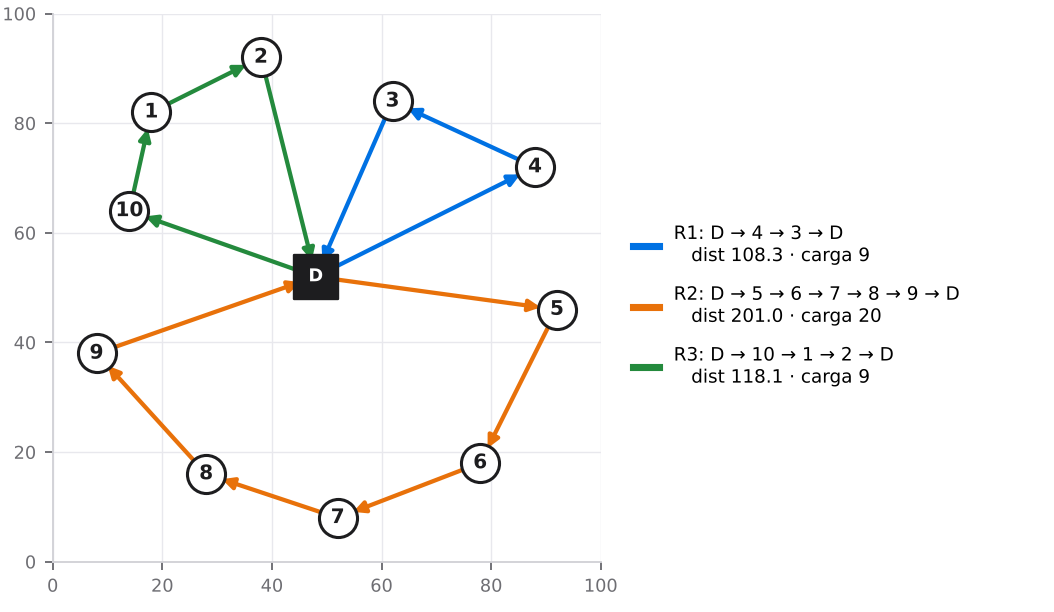 100
80
60
40
20
0
0 20 40 60 80 100
2
1
3
4
10
D
5
9
6
8
7
R1: D → 4 → 3 → D
dist 108.3 · carga 9
R2: D → 5 → 6 → 7 → 8 → 9 → D
dist 201.0 · carga 20
R3: D → 10 → 1 → 2 → D
dist 118.1 · carga 9